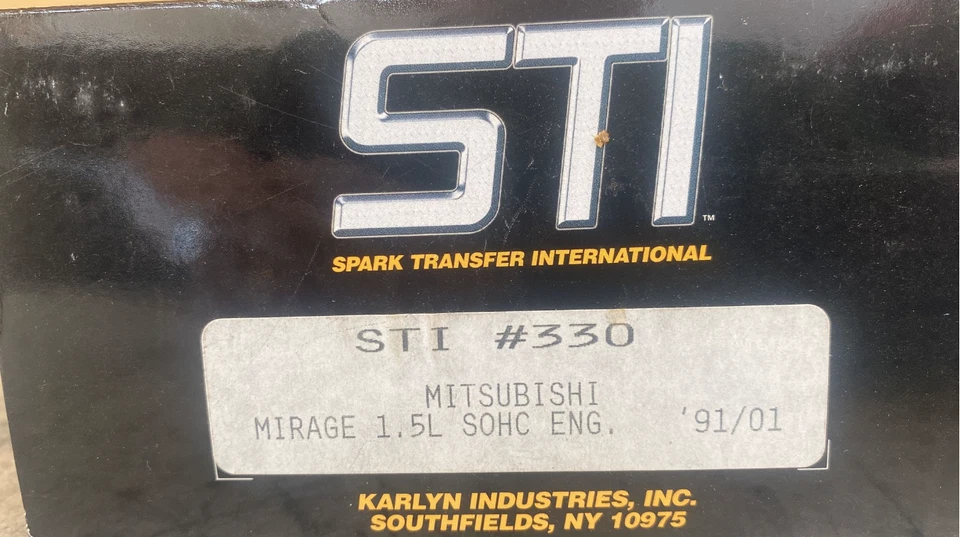 STI™
SPARK TRANSFER INTERNATIONAL
STI #330
MITSUBISHI
MIRAGE 1.5L SOHC ENG. '91/01
KARLYN INDUSTRIES, INC.
SOUTHFIELDS, NY 10975